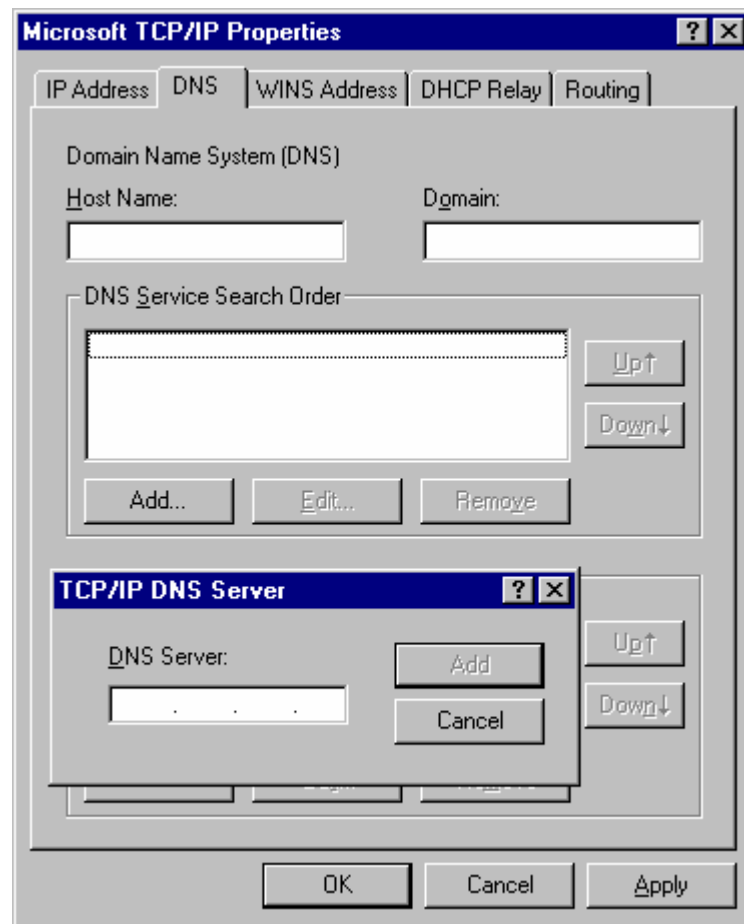 Microsoft TCP/IP Properties
IP Address DNS WINS Address DHCP Relay Routing
Domain Name System (DNS)
Host Name: Domain:
DNS Service Search Order
Up↑
Down↓
Add... Edit... Remove
TCP/IP DNS Server
DNS Server:
. . .
Add
Cancel
Up↑
Down↓
OK Cancel Apply